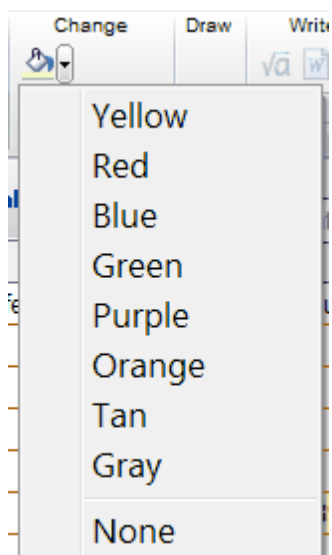 Change Draw Write
√a W
Yellow
Red
Blue
Green
Purple
Orange
Tan
Gray
None